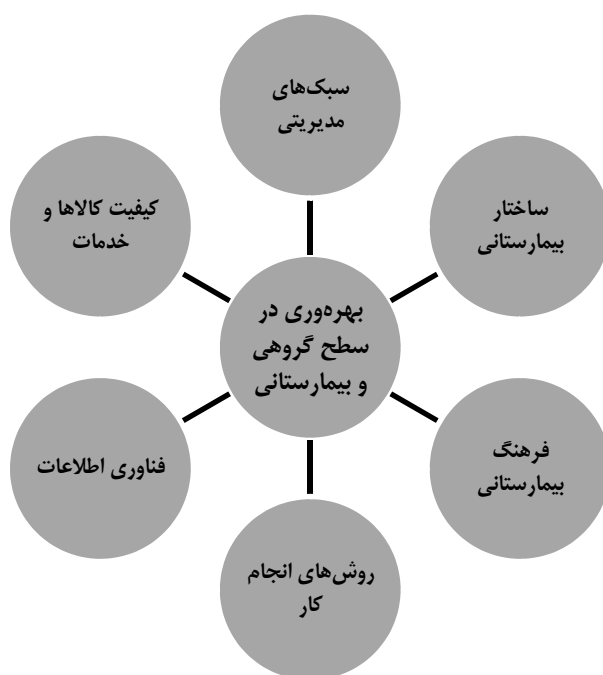 سبک‌های
مدیریتی
ساختار
بیمارستانی
کیفیت کالاها و
خدمات
بهره‌وری در
سطح گروهی
و بیمارستانی
فرهنگ
بیمارستانی
فناوری اطلاعات
روش‌های انجام
کار